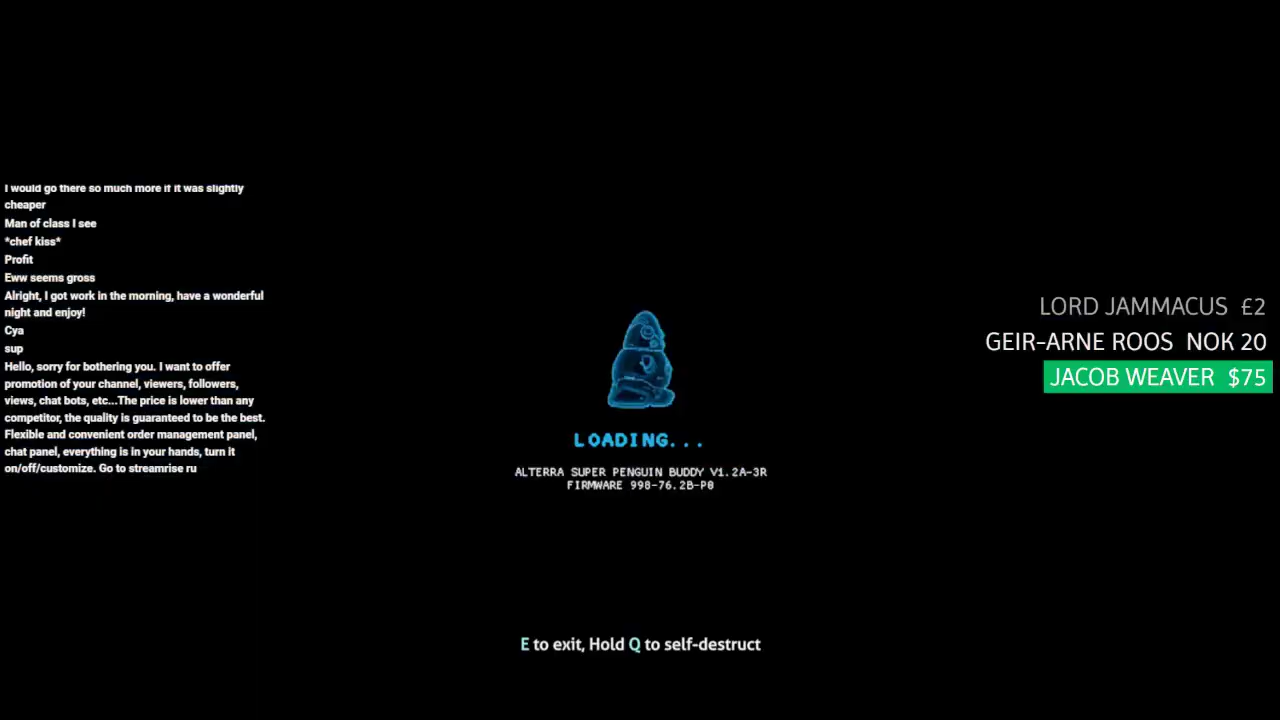 I would go there so much more if it was slightly
cheaper
Man of class I see
*chef kiss*
Profit
Eww seems gross
Alright, I got work in the morning, have a wonderful
night and enjoy!
Cya
sup
Hello, sorry for bothering you. I want to offer
promotion of your channel, viewers, followers,
views, chat bots, etc...The price is lower than any
competitor, the quality is guaranteed to be the best.
Flexible and convenient order management panel,
chat panel, everything is in your hands, turn it
on/off/customize. Go to streamrise ru
LOADING...
ALTERRA SUPER PENGUIN BUDDY V1.2A-3R
FIRMWARE 998-76.2B-P0
E to exit, Hold Q to self-destruct
LORD JAMMACUS £2
GEIR-ARNE ROOS NOK 20
JACOB WEAVER $75